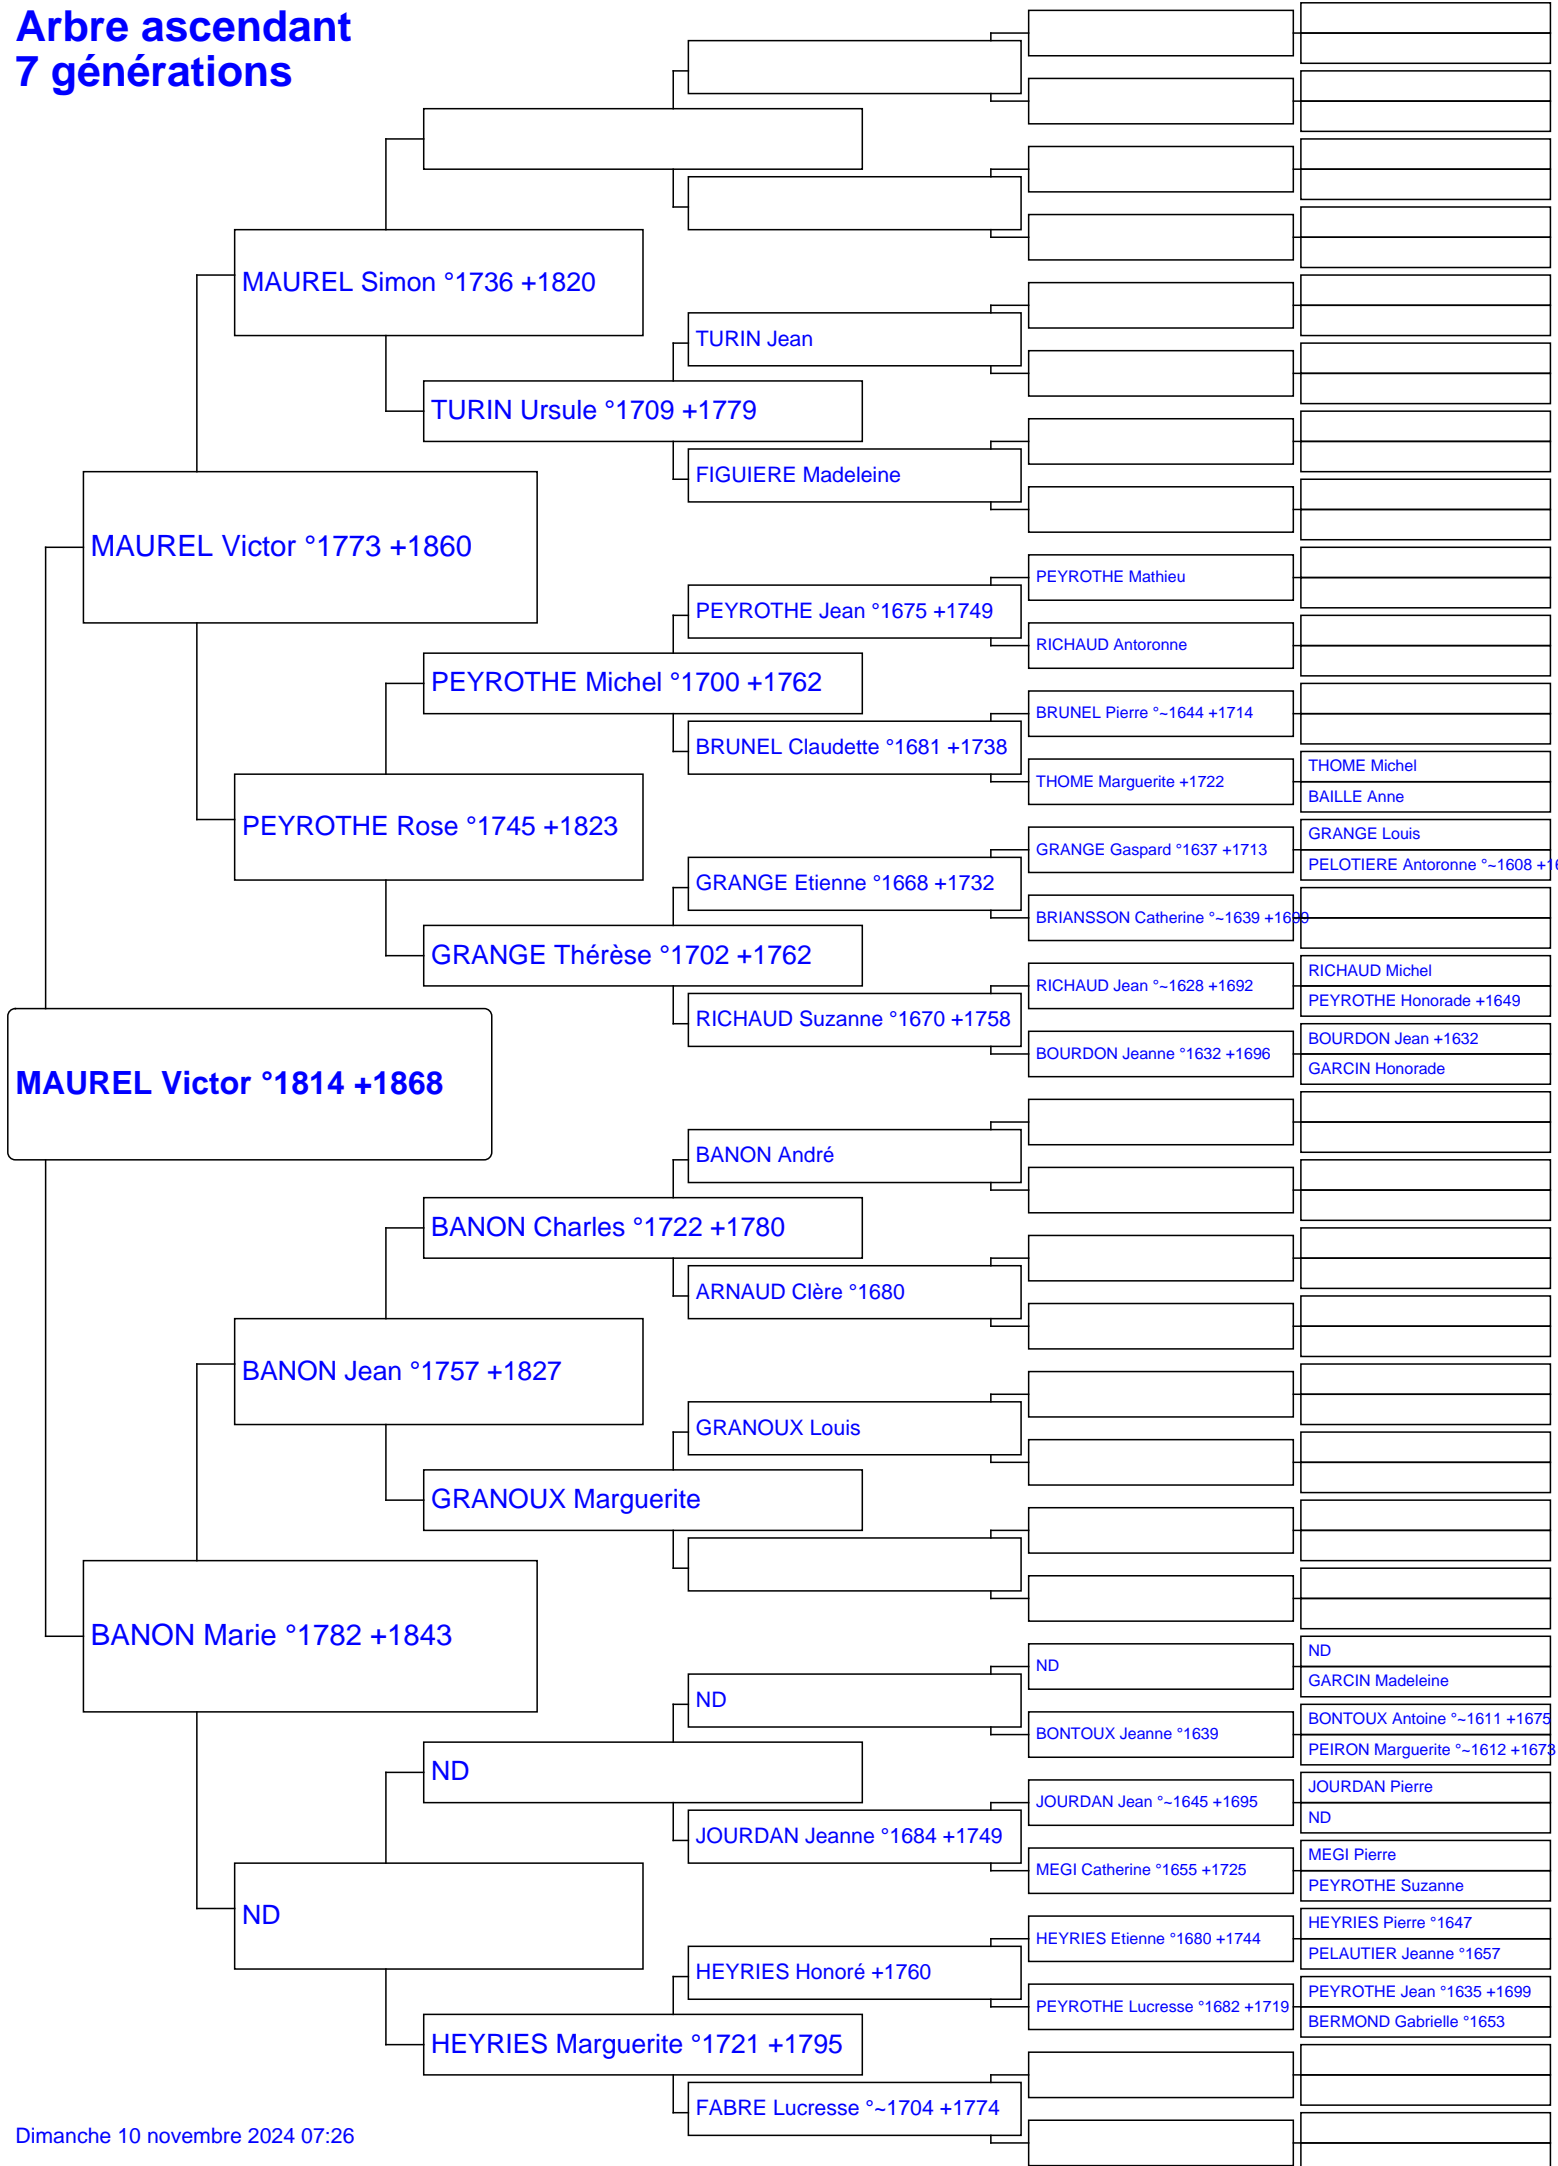 Arbre ascendant
7 générations
MAUREL Simon °1736 +1820
TURIN Jean
TURIN Ursule °1709 +1779
FIGUIERE Madeleine
MAUREL Victor °1773 +1860
PEYROTHE Mathieu
PEYROTHE Jean °1675 +1749
RICHAUD Antoronne
PEYROTHE Michel °1700 +1762
BRUNEL Pierre °~1644 +1714
BRUNEL Claudette °1681 +1738
THOME Michel
THOME Marguerite +1722
BAILLE Anne
PEYROTHE Rose °1745 +1823
GRANGE Louis
GRANGE Gaspard °1637 +1713
PELOTIERE Antoronne °~1608 +16
GRANGE Etienne °1668 +1732
BRIANSSON Catherine °~1639 +1699
GRANGE Thérèse °1702 +1762
RICHAUD Michel
RICHAUD Jean °~1628 +1692
PEYROTHE Honorade +1649
RICHAUD Suzanne °1670 +1758
BOURDON Jean +1632
BOURDON Jeanne °1632 +1696
GARCIN Honorade
MAUREL Victor °1814 +1868
BANON André
BANON Charles °1722 +1780
ARNAUD Clère °1680
BANON Jean °1757 +1827
GRANOUX Louis
GRANOUX Marguerite
BANON Marie °1782 +1843
ND
ND
GARCIN Madeleine
ND
BONTOUX Antoine °~1611 +1675
BONTOUX Jeanne °1639
PEIRON Marguerite °~1612 +1673
ND
JOURDAN Pierre
JOURDAN Jean °~1645 +1695
ND
JOURDAN Jeanne °1684 +1749
MEGI Pierre
MEGI Catherine °1655 +1725
PEYROTHE Suzanne
ND
HEYRIES Pierre °1647
HEYRIES Etienne °1680 +1744
PELAUTIER Jeanne °1657
HEYRIES Honoré +1760
PEYROTHE Jean °1635 +1699
PEYROTHE Lucresse °1682 +1719
BERMOND Gabrielle °1653
HEYRIES Marguerite °1721 +1795
FABRE Lucresse °~1704 +1774
Dimanche 10 novembre 2024 07:26